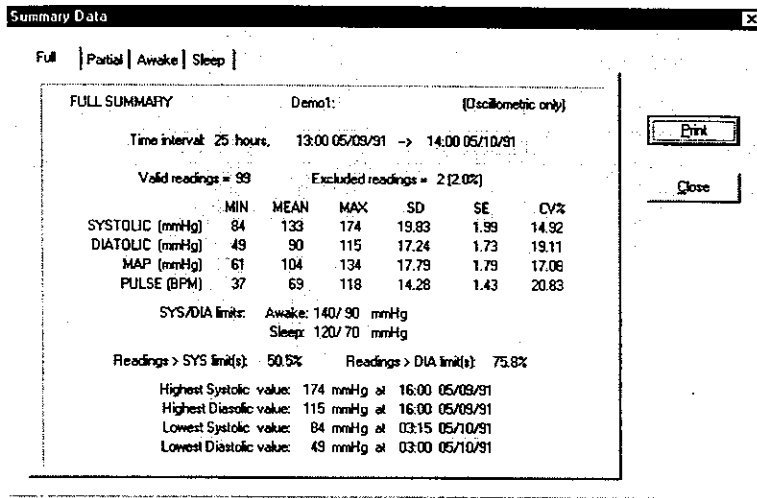 Summary Data
Full Partial Awake Sleep
FULL SUMMARY Demo1: (Oscillometric only)
Time interval: 25 hours, 13:00 05/09/91 -> 14:00 05/10/91
Valid readings = 99 Excluded readings = 2 (2.0%)
MIN MEAN MAX SD SE CV%
SYSTOLIC (mmHg) 84 133 174 19.83 1.99 14.92
DIATOLIC (mmHg) 49 90 115 17.24 1.73 19.11
MAP (mmHg) 61 104 134 17.79 1.79 17.08
PULSE (BPM) 37 69 118 14.28 1.43 20.83
SYS/DIA limits: Awake: 140/90 mmHg
Sleep: 120/70 mmHg
Readings > SYS limit(s): 50.5% Readings > DIA limit(s): 75.8%
Highest Systolic value: 174 mmHg at 16:00 05/09/91
Highest Diasolic value: 115 mmHg at 16:00 05/09/91
Lowest Systolic value: 84 mmHg at 03:15 05/10/91
Lowest Diastolic value: 49 mmHg at 03:00 05/10/91
Print
Close